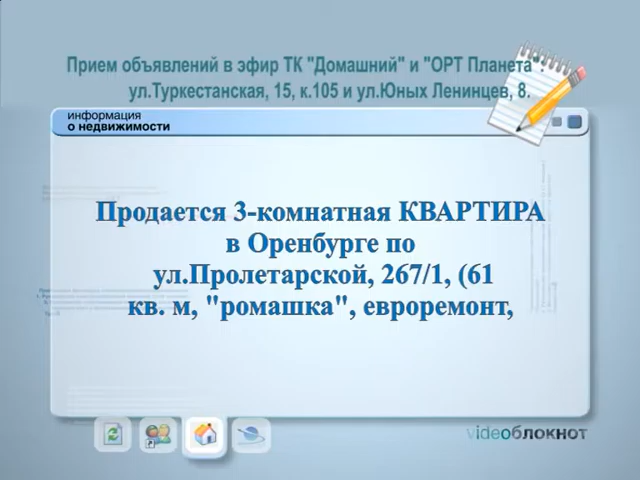 Прием объявлений в эфир ТК "Домашний" и "ОРТ Планета":
ул.Туркестанская, 15, к.105 и ул.Юных Ленинцев, 8.
информация
о недвижимости
Продается 3-комнатная КВАРТИРА
в Оренбурге по
ул.Пролетарской, 267/1, (61
кв. м, "ромашка", евроремонт,
videоблокнот